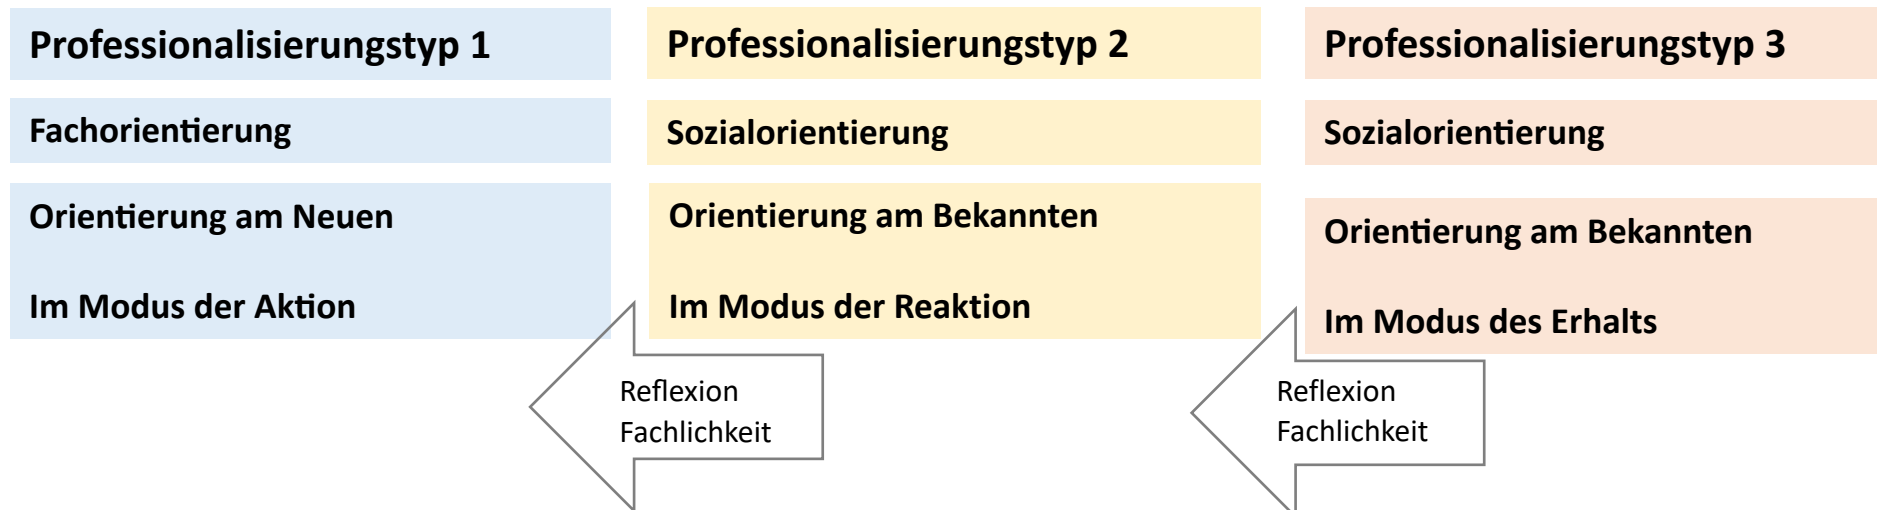 Professionalisierungstyp 1
Fachorientierung
Orientierung am Neuen
Im Modus der Aktion
Professionalisierungstyp 2
Sozialorientierung
Orientierung am Bekannten
Im Modus der Reaktion
Reflexion
Fachlichkeit
Professionalisierungstyp 3
Sozialorientierung
Orientierung am Bekannten
Im Modus des Erhalts
Reflexion
Fachlichkeit